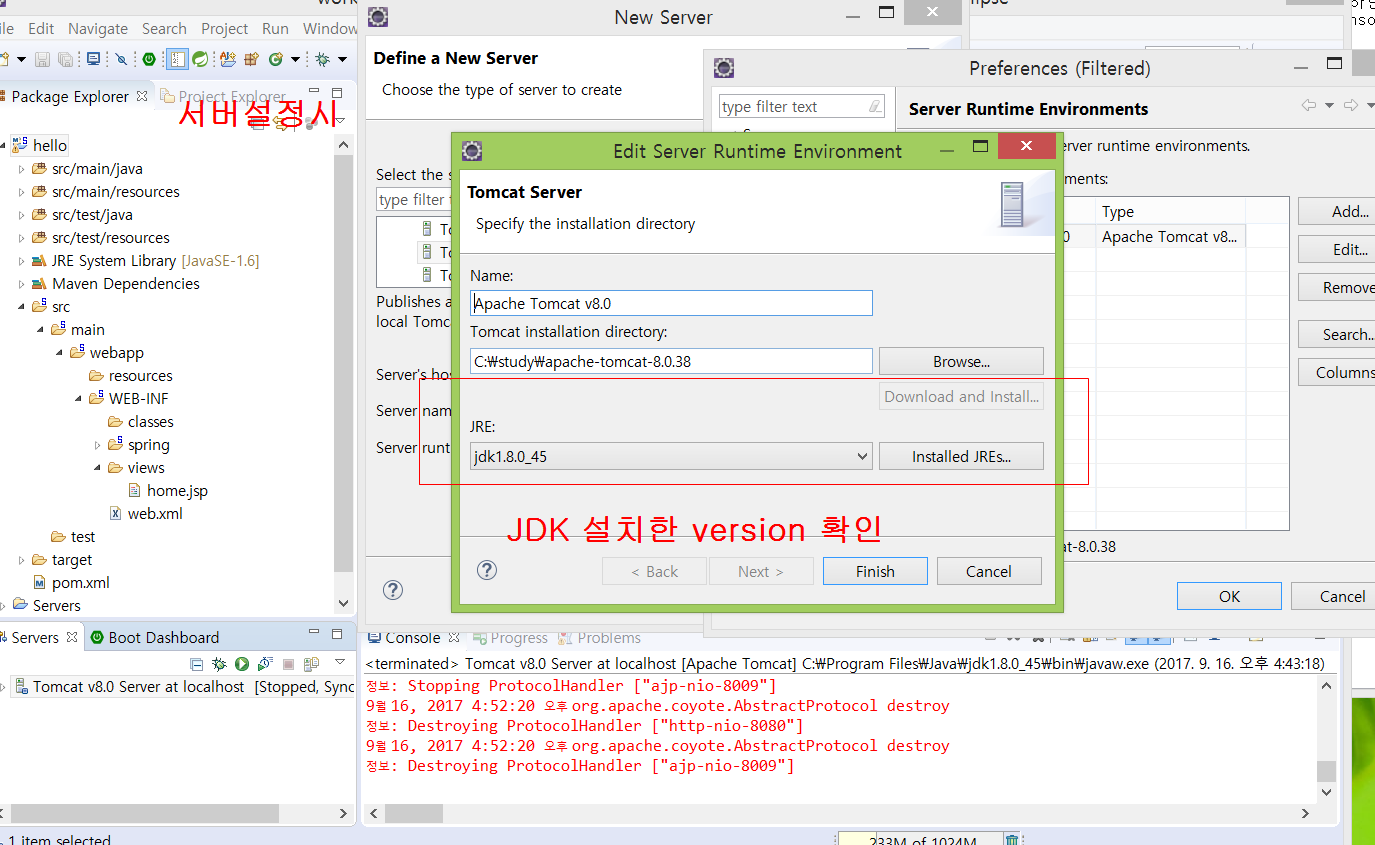 New Server
Edit Navigate Search Project Run Window
Define a New Server
Choose the type of server to create
Preferences (Filtered)
Package Explorer
Project Explorer
서버설정시
type filter text
Server Runtime Environments
hello
src/main/java
src/main/resources
src/test/java
src/test/resources
JRE System Library [JavaSE-1.6]
Maven Dependencies
src
main
webapp
resources
WEB-INF
classes
spring
views
home.jsp
web.xml
test
target
pom.xml
Servers
Select the
type filter
Publishes
local
Server's
Server
Server
Edit Server Runtime Environment
Tomcat Server
Specify the installation directory
Name:
Apache Tomcat v8.0
Tomcat installation directory:
C:₩study₩apache-tomcat-8.0.38
Browse...
Download and Install...
JRE:
jdk1.8.0_45
Installed JREs...
JDK 설치한 version 확인
< Back
Next >
Finish
Cancel
runtime environments.
Type
Apache Tomcat v8...
Add...
Edit...
Remove
Search...
Columns
t-8.0.38
OK
Cancel
Servers
Boot Dashboard
Tomcat v8.0 Server at localhost [Stopped, Sync
Console
Progress
Problems
<terminated> Tomcat v8.0 Server at localhost [Apache Tomcat] C:₩Program Files₩Java₩jdk1.8.0_45₩bin₩javaw.exe (2017. 9. 16. 오후 4:43:18)
정보: Stopping ProtocolHandler ["ajp-nio-8009"]
9월 16, 2017 4:52:20 오후 org.apache.coyote.AbstractProtocol destroy
정보: Destroying ProtocolHandler ["http-nio-8080"]
9월 16, 2017 4:52:20 오후 org.apache.coyote.AbstractProtocol destroy
정보: Destroying ProtocolHandler ["ajp-nio-8009"]
1 item selected
233M of 1024M